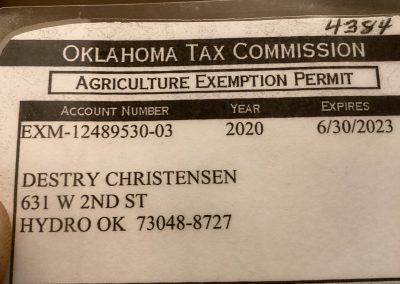 4384
OKLAHOMA TAX COMMISSION
AGRICULTURE EXEMPTION PERMIT
ACCOUNT NUMBER YEAR EXPIRES
EXM-12489530-03 2020 6/30/2023
DESTRY CHRISTENSEN
631 W 2ND ST
HYDRO OK 73048-8727